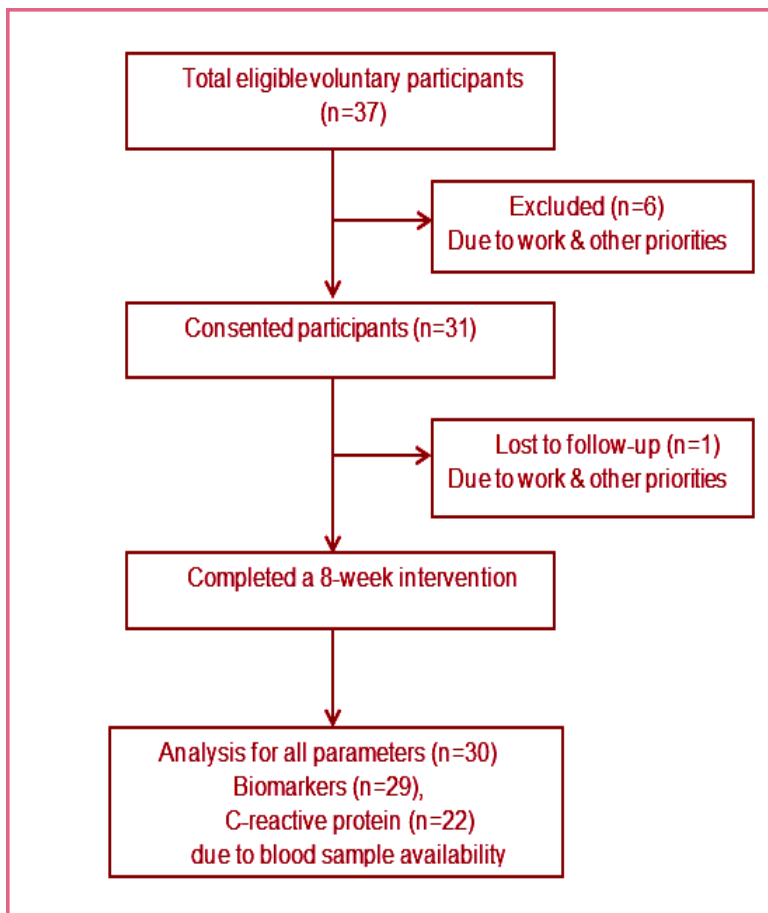 Total eligible voluntary participants
(n=37)
Excluded (n=6)
Due to work & other priorities
Consented participants (n=31)
Lost to follow-up (n=1)
Due to work & other priorities
Completed a 8-week intervention
Analysis for all parameters (n=30)
Biomarkers (n=29),
C-reactive protein (n=22)
due to blood sample availability